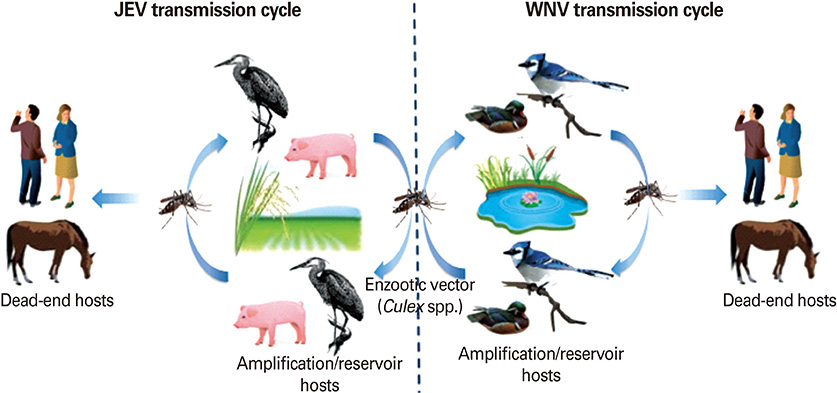 JEV transmission cycle
WNV transmission cycle
Dead-end hosts
Enzootic vector
(Culex spp.)
Amplification/reservoir
hosts
Amplification/reservoir
hosts
Dead-end hosts